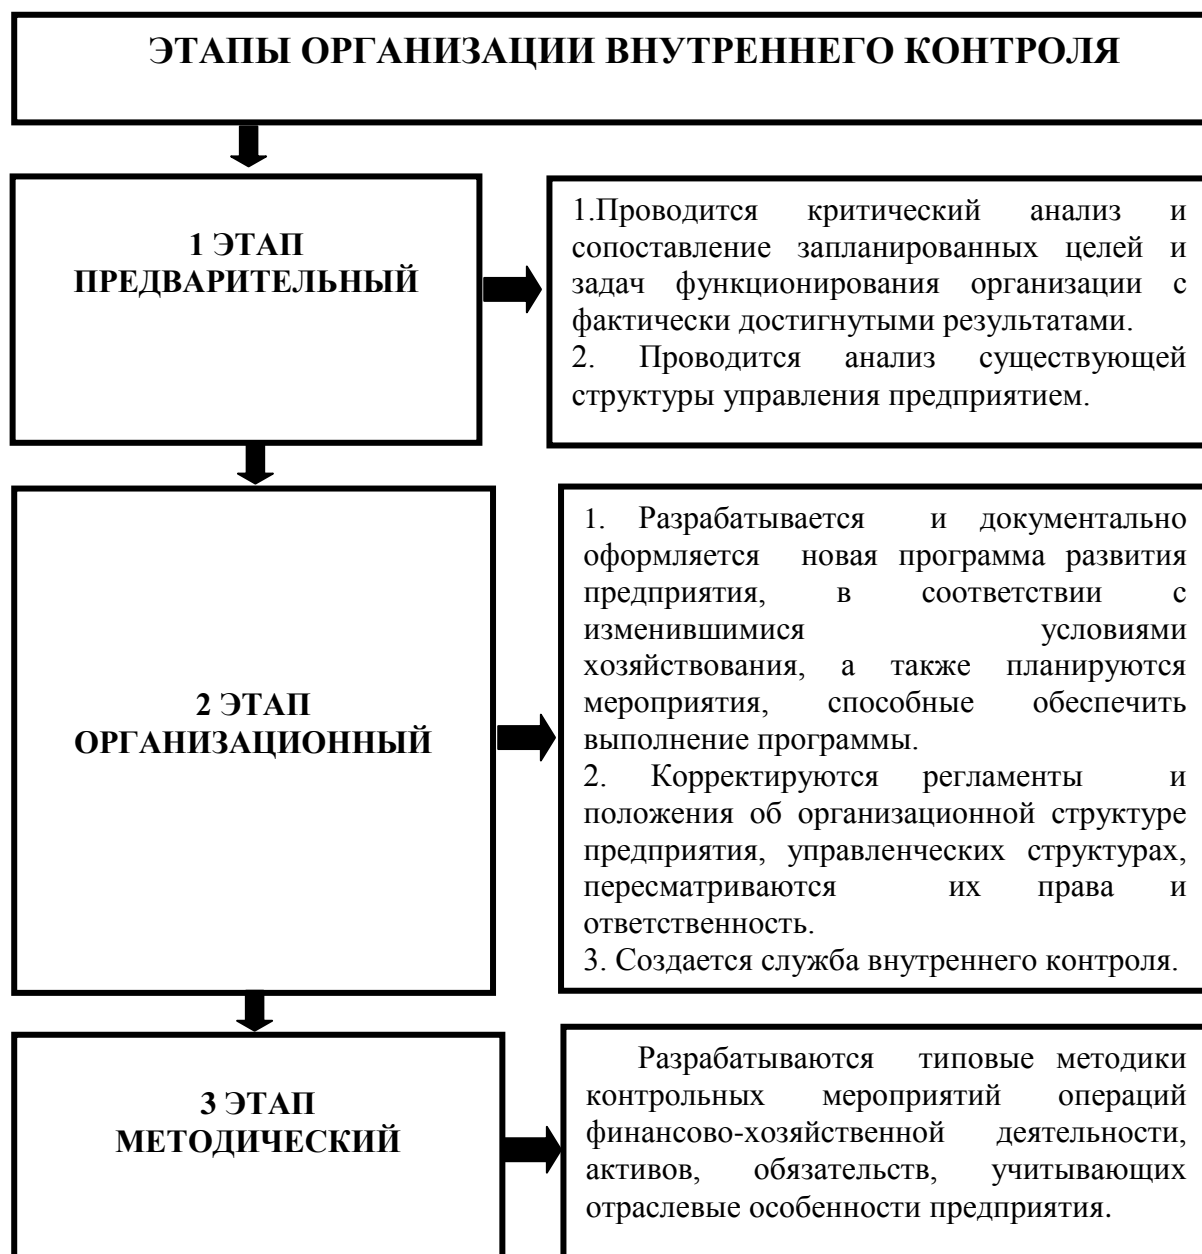 ЭТАПЫ ОРГАНИЗАЦИИ ВНУТРЕННЕГО КОНТРОЛЯ
1 ЭТАП
ПРЕДВАРИТЕЛЬНЫЙ
1.Проводится критический анализ и
сопоставление запланированных целей и
задач функционирования организации с
фактически достигнутыми результатами.
2. Проводится анализ существующей
структуры управления предприятием.
2 ЭТАП
ОРГАНИЗАЦИОННЫЙ
1. Разрабатывается и документально
оформляется новая программа развития
предприятия, в соответствии с
изменившимися условиями
хозяйствования, а также планируются
мероприятия, способные обеспечить
выполнение программы.
2. Корректируются регламенты и
положения об организационной структуре
предприятия, управленческих структурах,
пересматриваются их права и
ответственность.
3. Создается служба внутреннего контроля.
3 ЭТАП
МЕТОДИЧЕСКИЙ
Разрабатываются типовые методики
контрольных мероприятий операций
финансово-хозяйственной деятельности,
активов, обязательств, учитывающих
отраслевые особенности предприятия.